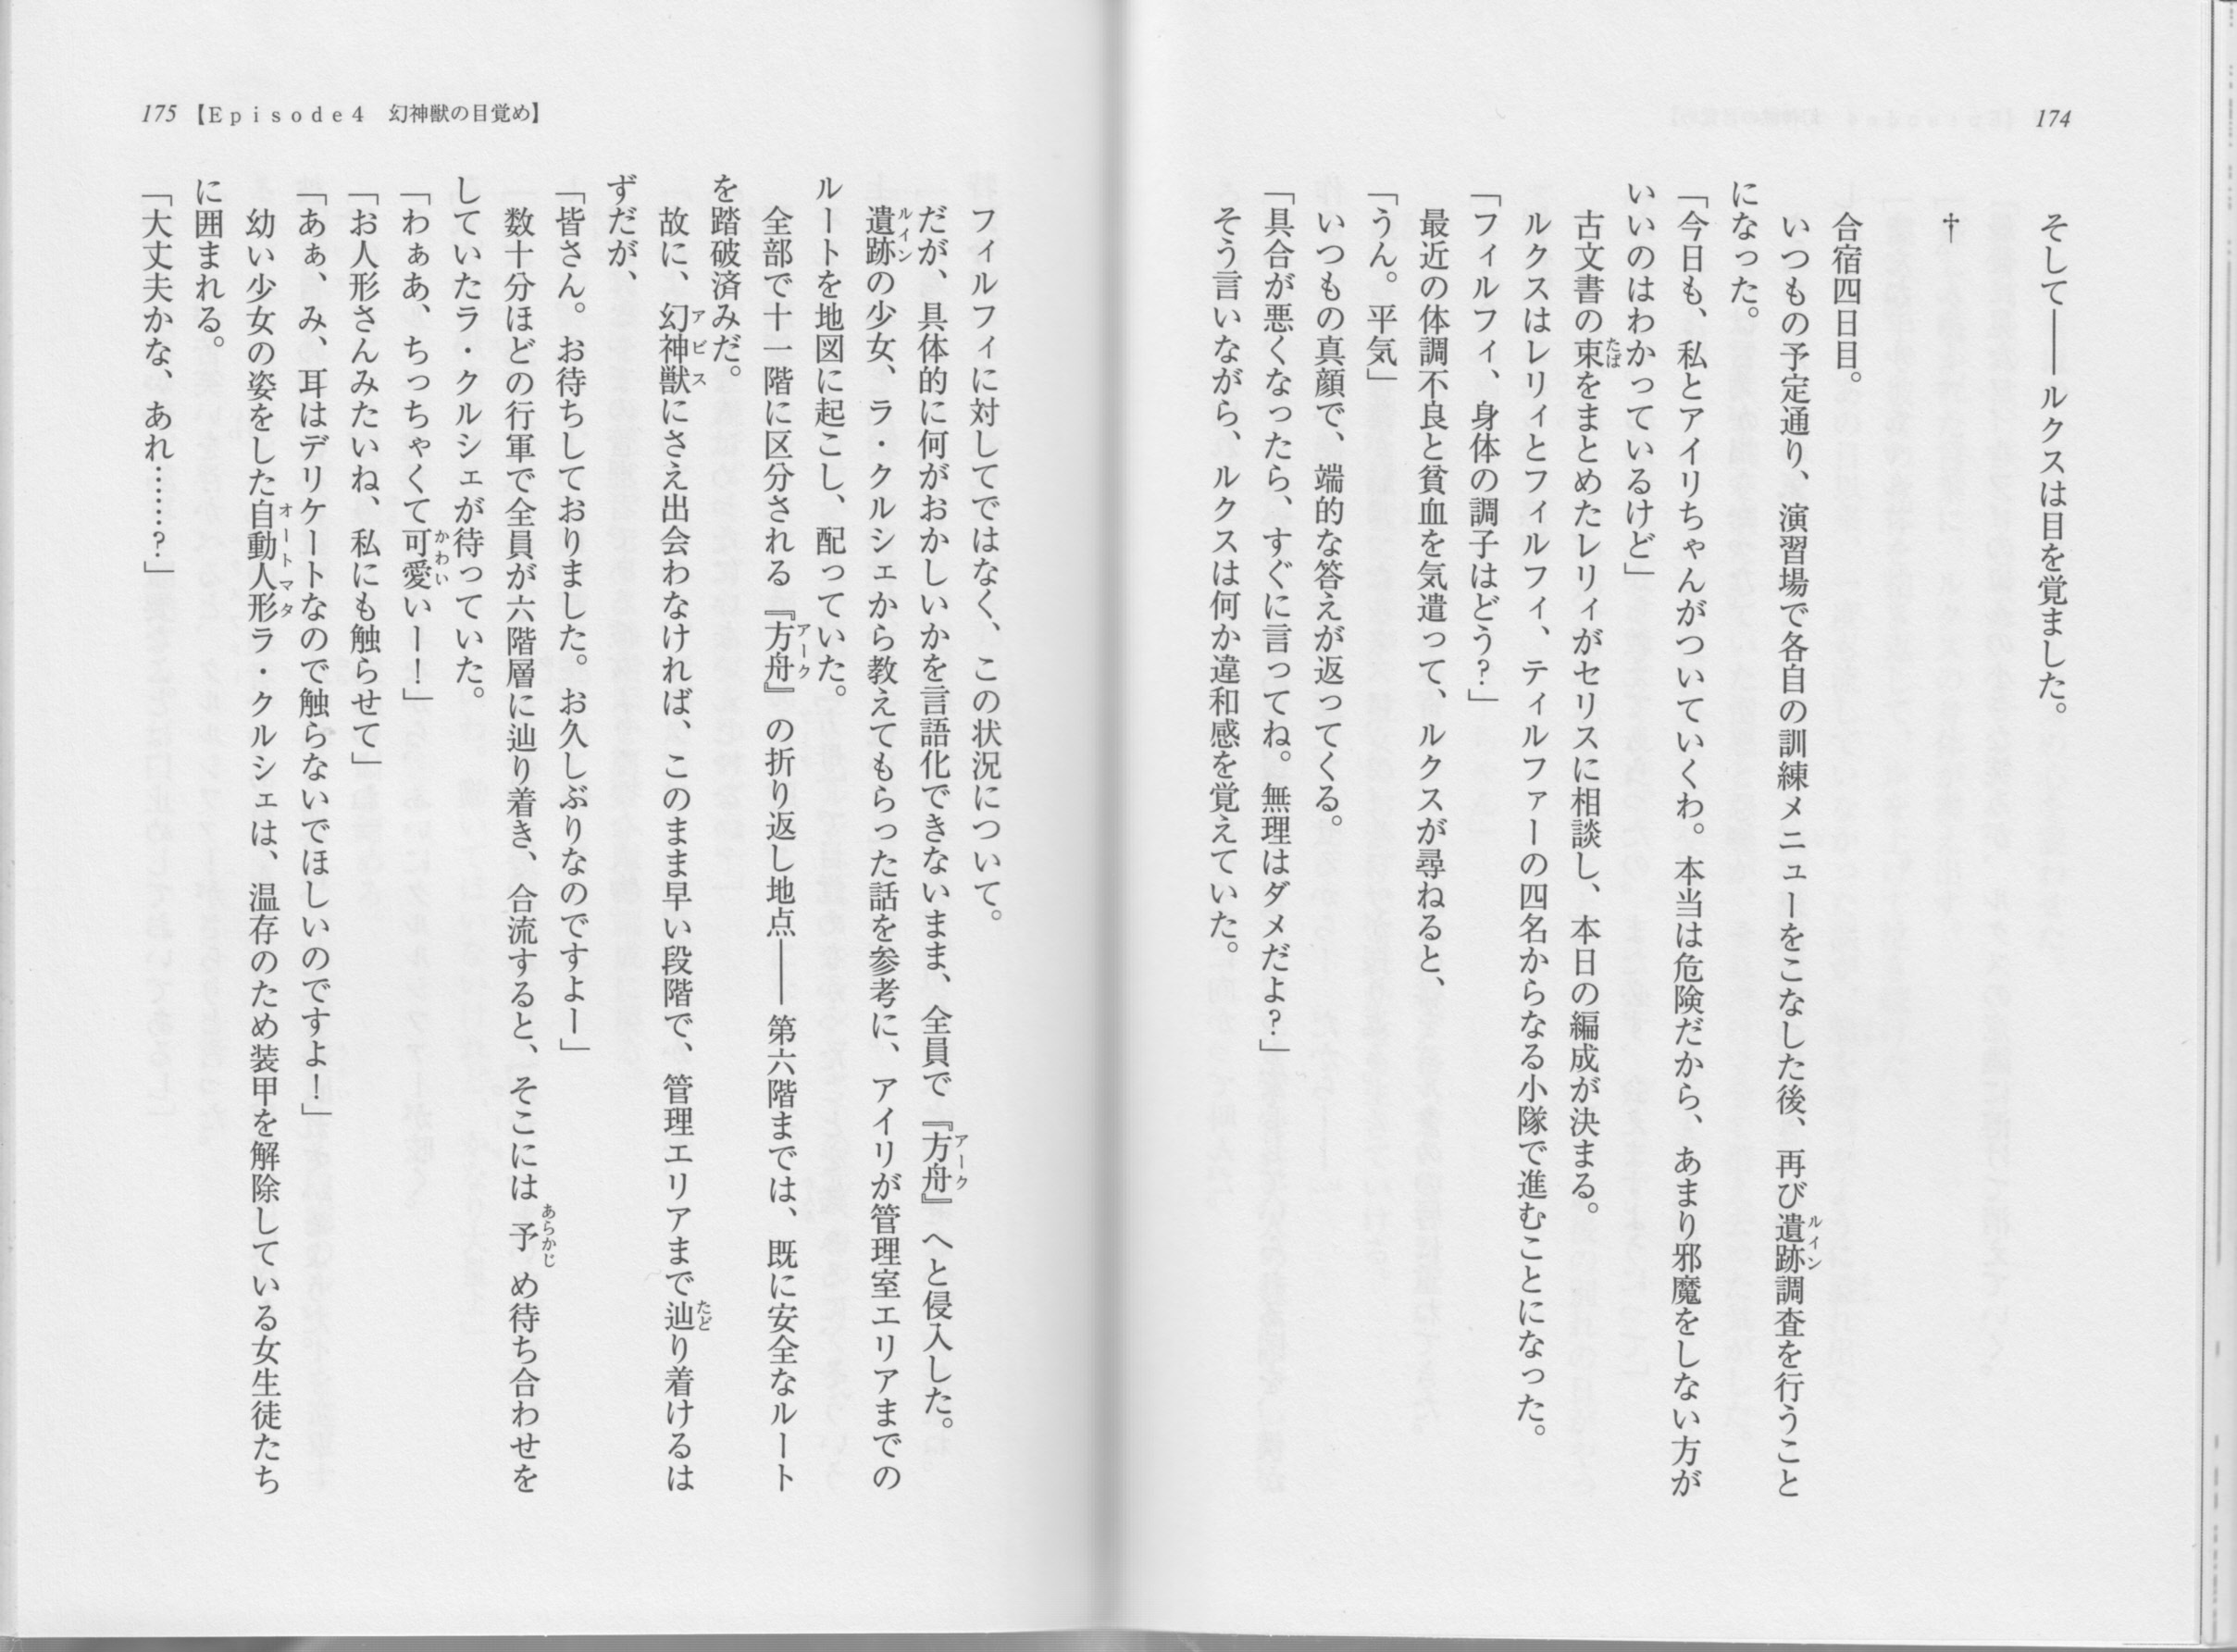 174
そして――ルクスは目を覚ました。
†
合宿四日目。
いつもの予定通り、演習場で各自の訓練メニューをこなした後、再び遺跡調査を行うこと
になった。
「今日も、私とアイリちゃんがついていくわ。本当は危険だから、あまり邪魔をしない方が
いいのはわかっているけど」
古文書の束をまとめたレリィがセリスに相談し、本日の編成が決まる。
ルクスはレリィとフィルフィ、ティルファーの四名からなる小隊で進むことになった。
「フィルフィ、身体の調子はどう？」
最近の体調不良と貧血を気遣って、ルクスが尋ねると、
「うん。平気」
いつもの真顔で、端的な答えが返ってくる。
「具合が悪くなったら、すぐに言ってね。無理はダメだよ？」
そう言いながら、ルクスは何か違和感を覚えていた。
175 【Episode4　幻神獣の目覚め】
フィルフィに対してではなく、この状況について。
だが、具体的に何がおかしいかを言語化できないまま、全員で『方舟』へと侵入した。
遺跡の少女、ラ・クルシェから教えてもらった話を参考に、アイリが管理室エリアまでの
ルートを地図に起こし、配っていた。
全部で十一階に区分される『方舟』の折り返し地点――第六階までは、既に安全なルート
を踏破済みだ。
故に、幻神獣にさえ出会わなければ、このまま早い段階で、管理エリアまで辿り着けるは
ずだが、
「皆さん。お待ちしておりました。お久しぶりなのですよー」
数十分ほどの行軍で全員が六階層に辿り着き、合流すると、そこには予め待ち合わせを
していたラ・クルシェが待っていた。
「わぁあ、ちっちゃくて可愛いー！」
「お人形さんみたいね、私にも触らせて」
「あぁ、み、耳はデリケートなので触らないでほしいのですよ！」
幼い少女の姿をした自動人形ラ・クルシェは、温存のため装甲を解除している女生徒たち
に囲まれる。
「大丈夫かな、あれ……？」